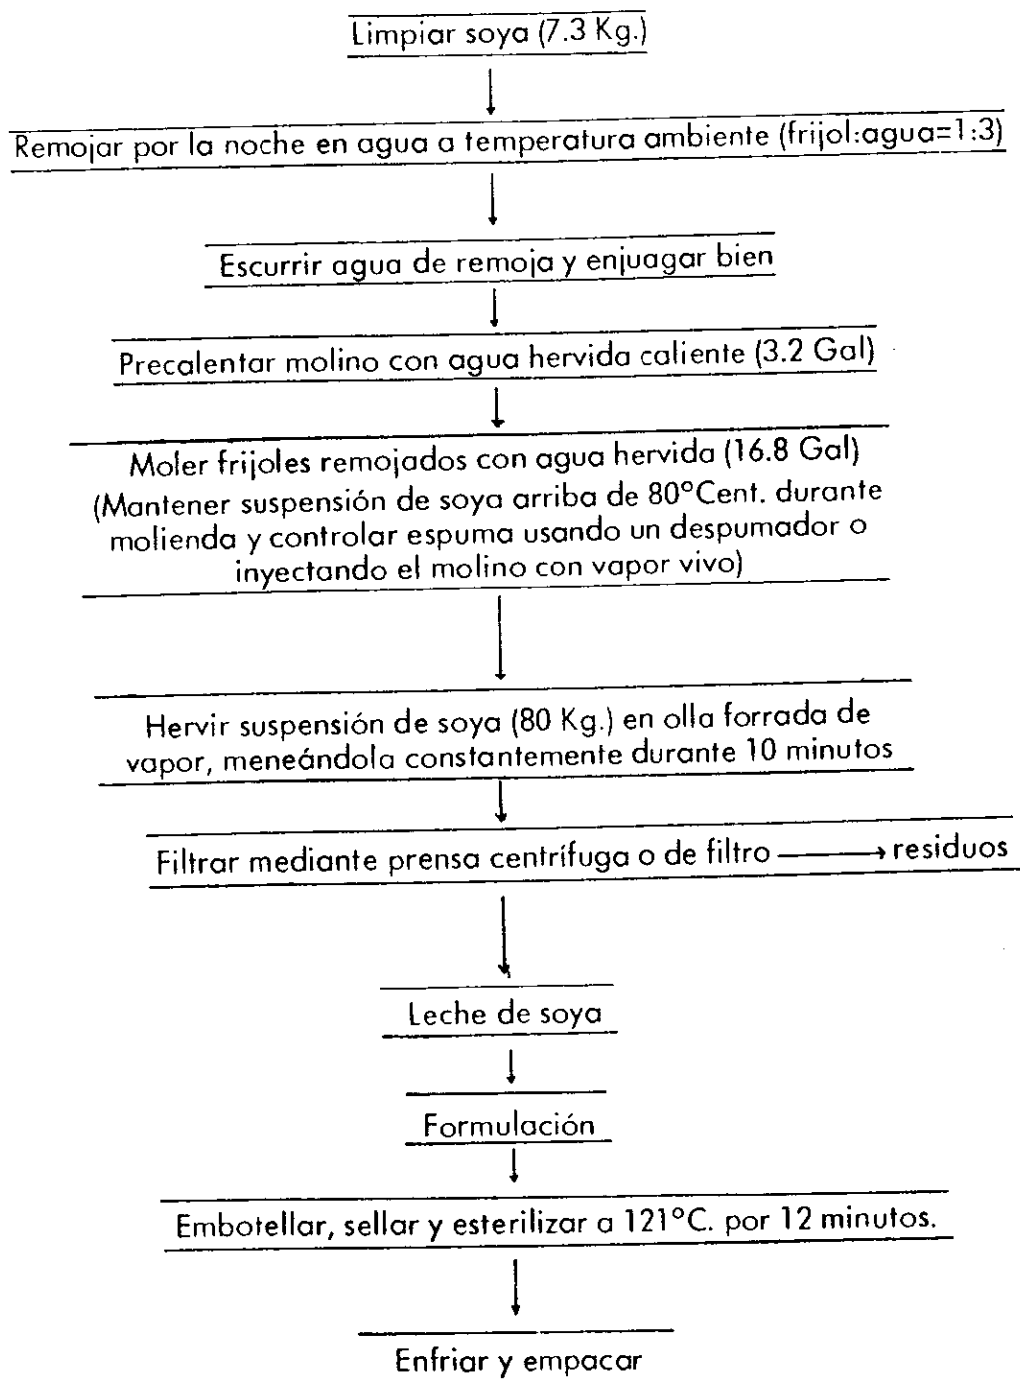 Limpiar soya (7.3 Kg.)
Remojar por la noche en agua a temperatura ambiente (frijol:agua=1:3)
Escurrir agua de remoja y enjuagar bien
Precalentar molino con agua hervida caliente (3.2 Gal)
Moler frijoles remojados con agua hervida (16.8 Gal)
(Mantener suspensión de soya arriba de 80°Cent. durante
molienda y controlar espuma usando un despumador o
inyectando el molino con vapor vivo)
Hervir suspensión de soya (80 Kg.) en olla forrada de
vapor, meneándola constantemente durante 10 minutos
Filtrar mediante prensa centrífuga o de filtro → residuos
Leche de soya
Formulación
Embotellar, sellar y esterilizar a 121°C. por 12 minutos.
Enfriar y empacar